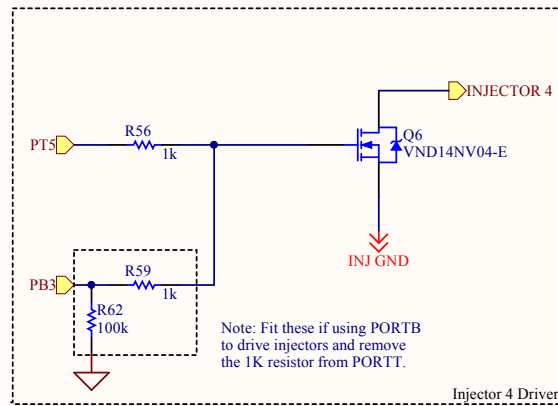 INJECTOR 4
R56
PT5
1k
Q6
VND14NV04-E
INJ GND
R59
PB3
1k
R62
100k
Note: Fit these if using PORTB
to drive injectors and remove
the 1K resistor from PORTT.
Injector 4 Driver